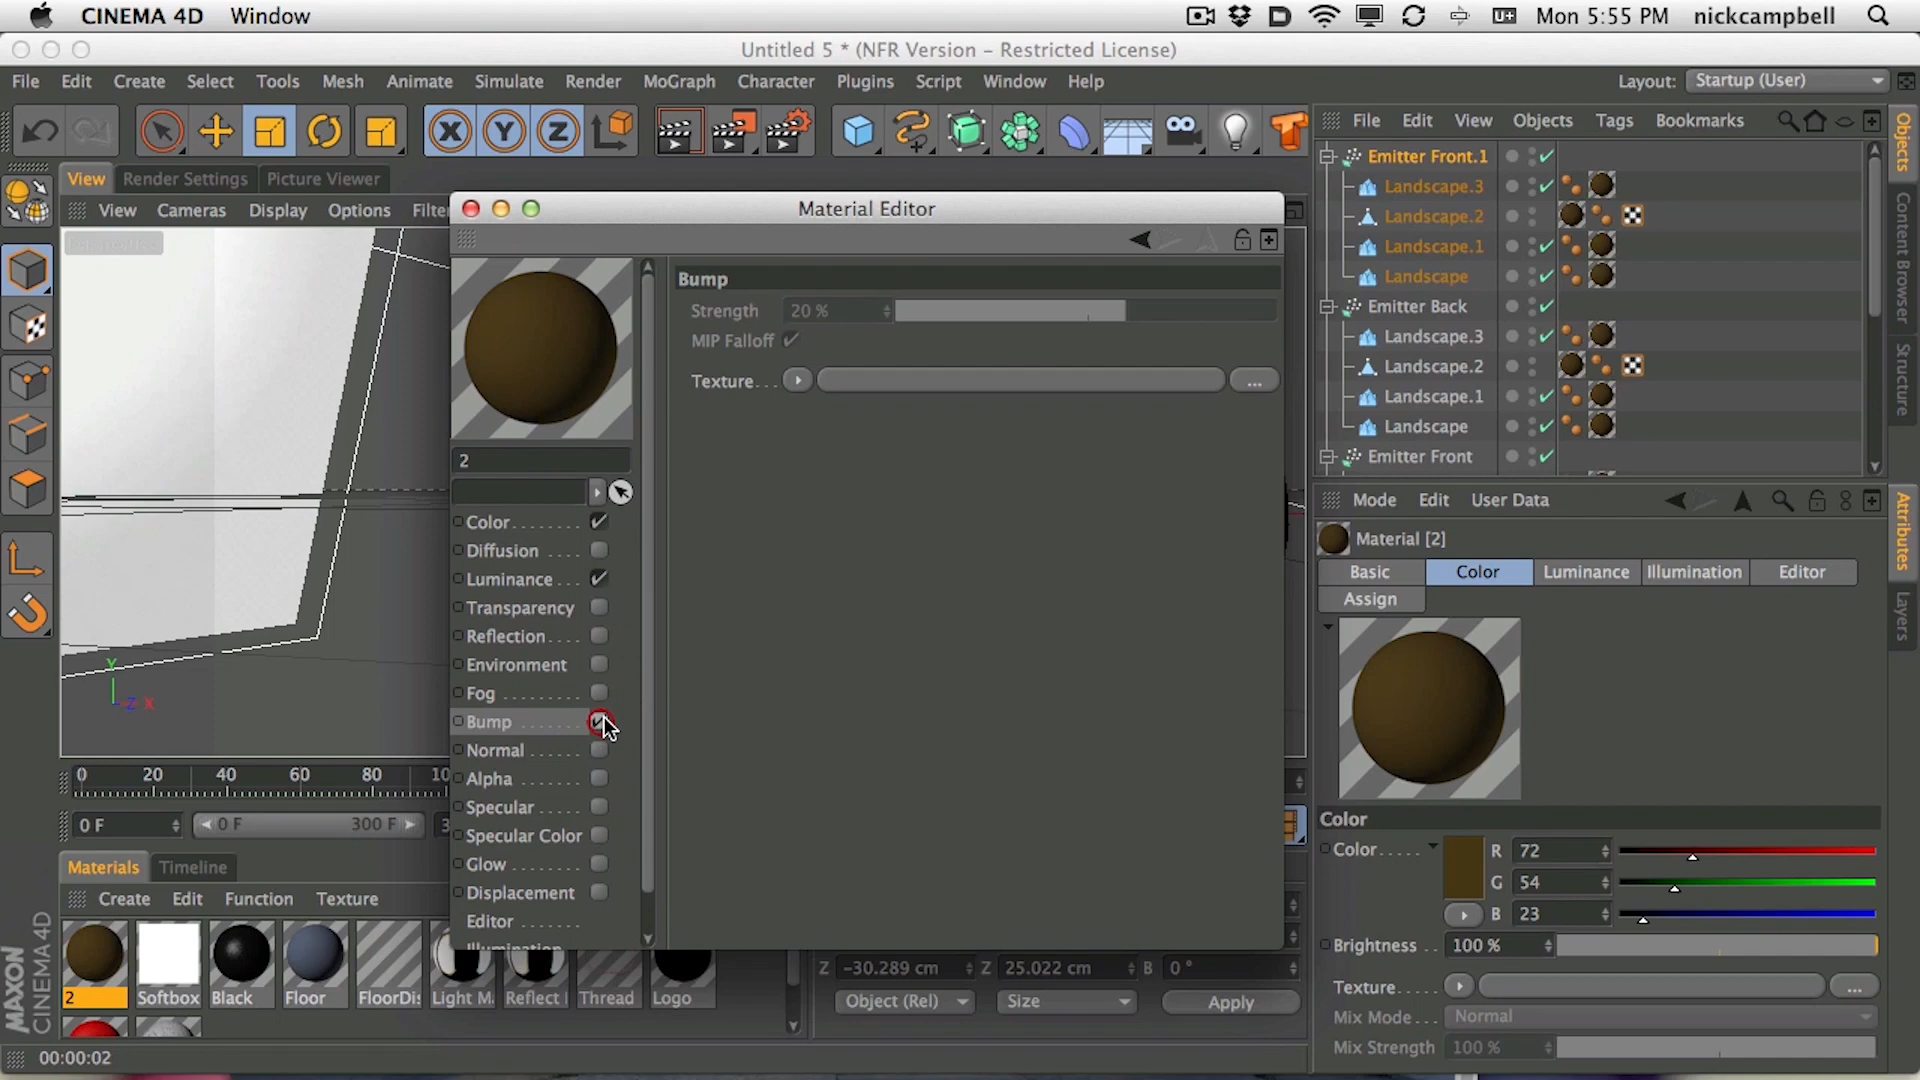 CINEMA 4D Window Mon 5:55 PM nickcampbell
Untitled 5 * (NFR Version – Restricted License)
File Edit Create Select Tools Mesh Animate Simulate Render MoGraph Character Plugins Script Window Help Layout: Startup (User)
X Y Z
File Edit View Objects Tags Bookmarks
View Render Settings Picture Viewer
View Cameras Display Options Filter
Material Editor
Emitter Front.1
Landscape.3
Landscape.2
Landscape.1
Landscape
Emitter Back
Landscape.3
Landscape.2
Landscape.1
Landscape
Emitter Front
Objects
Content Browser
Structure
Bump
Strength 20 %
MIP Falloff
Texture. . . ...
2
Color
Diffusion
Luminance
Transparency
Reflection
Environment
Fog
Bump
Normal
Alpha
Specular
Specular Color
Glow
Displacement
Editor
Illumination
Y
Z X
0 20 40 60 80
0 F 0 F 300 F
Materials Timeline
Create Edit Function Texture
2 Softbox Black Floor FloorDis Light M. Reflect Thread Logo
MAXON
CINEMA 4D
00:00:02
Z -30.289 cm Z 25.022 cm B 0 °
Object (Rel) Size Apply
Mode Edit User Data
Material [2]
Basic Color Luminance Illumination Editor
Assign
Attributes
Layers
Color
Color R 72
G 54
B 23
Brightness 100 %
Texture ...
Mix Mode Normal
Mix Strength 100 %